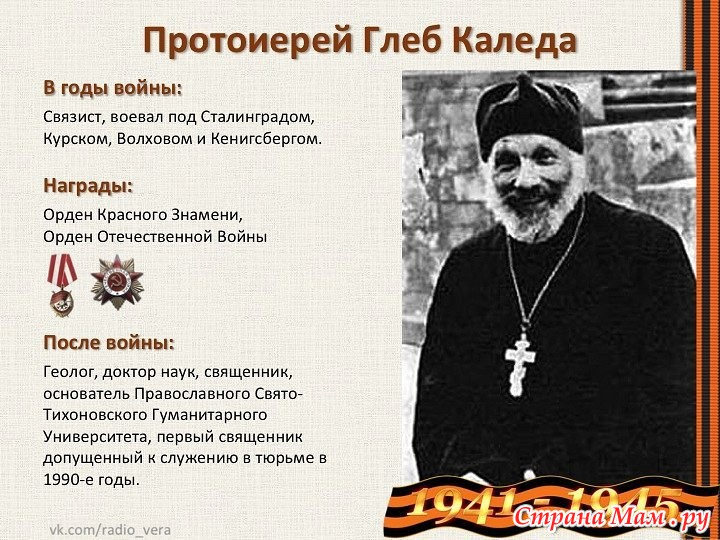 Протоиерей Глеб Каледа
В годы войны:
Связист, воевал под Сталинградом,
Курском, Волховом и Кенигсбергом.
Награды:
Орден Красного Знамени,
Орден Отечественной Войны
После войны:
Геолог, доктор наук, священник,
основатель Православного Свято-
Тихоновского Гуманитарного
Университета, первый священник
допущенный к служению в тюрьме в
1990-е годы.
1941 - 1945
Страна Мам.ру
vk.com/radio_vera